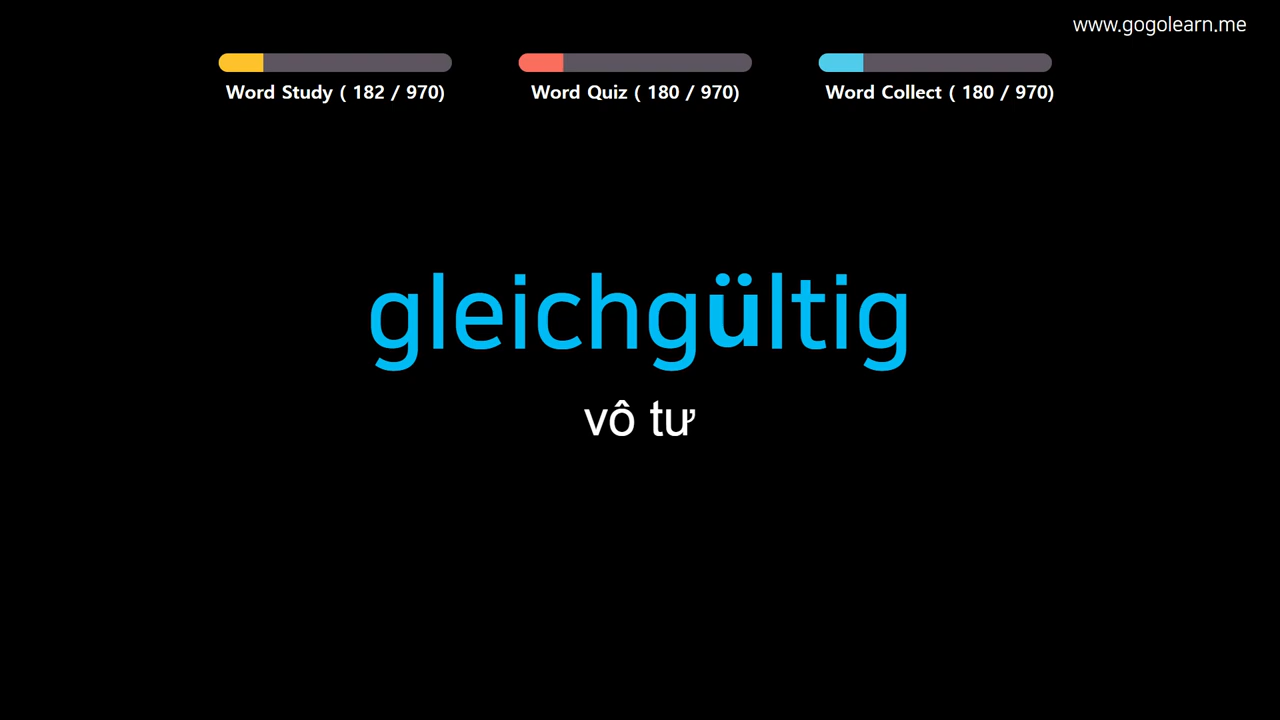 www.gogolearn.me
Word Study ( 182 / 970)
Word Quiz ( 180 / 970)
Word Collect ( 180 / 970)
gleichgültig
vô tư